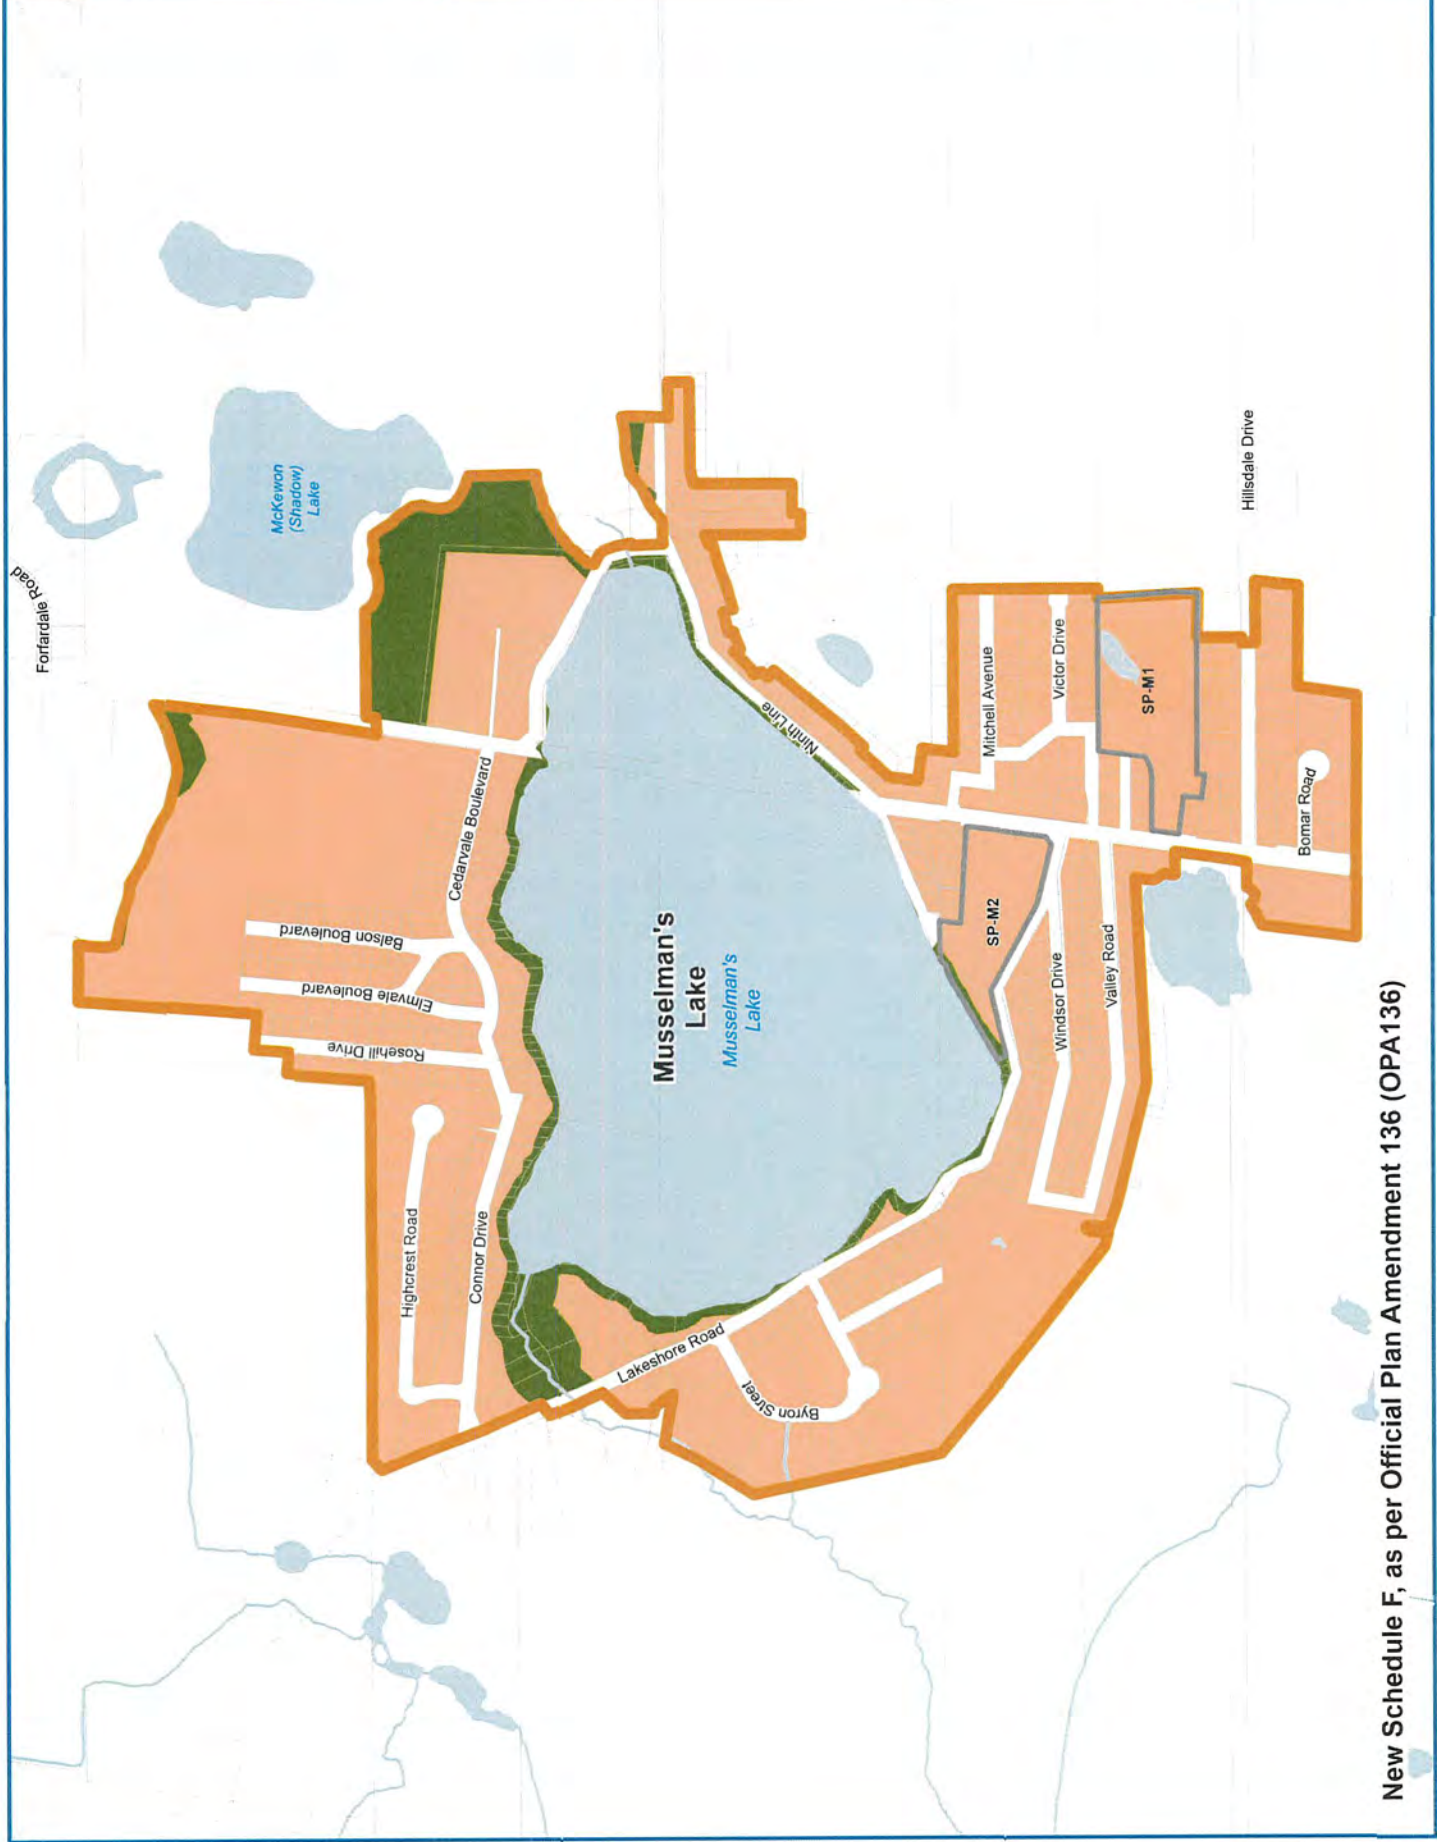 Forfardale Road
McKewon
(Shadow)
Lake
Cedarvale Boulevard
Balson Boulevard
Elmvale Boulevard
Rosehill Drive
Highcrest Road
Connor Drive
Musselman's
Lake
Musselman's
Lake
Ninth Line
Lakeshore Road
Byron Street
Mitchell Avenue
Victor Drive
SP-M1
SP-M2
Windsor Drive
Valley Road
Hillsdale Drive
Bomar Road
New Schedule F, as per Official Plan Amendment 136 (OPA136)